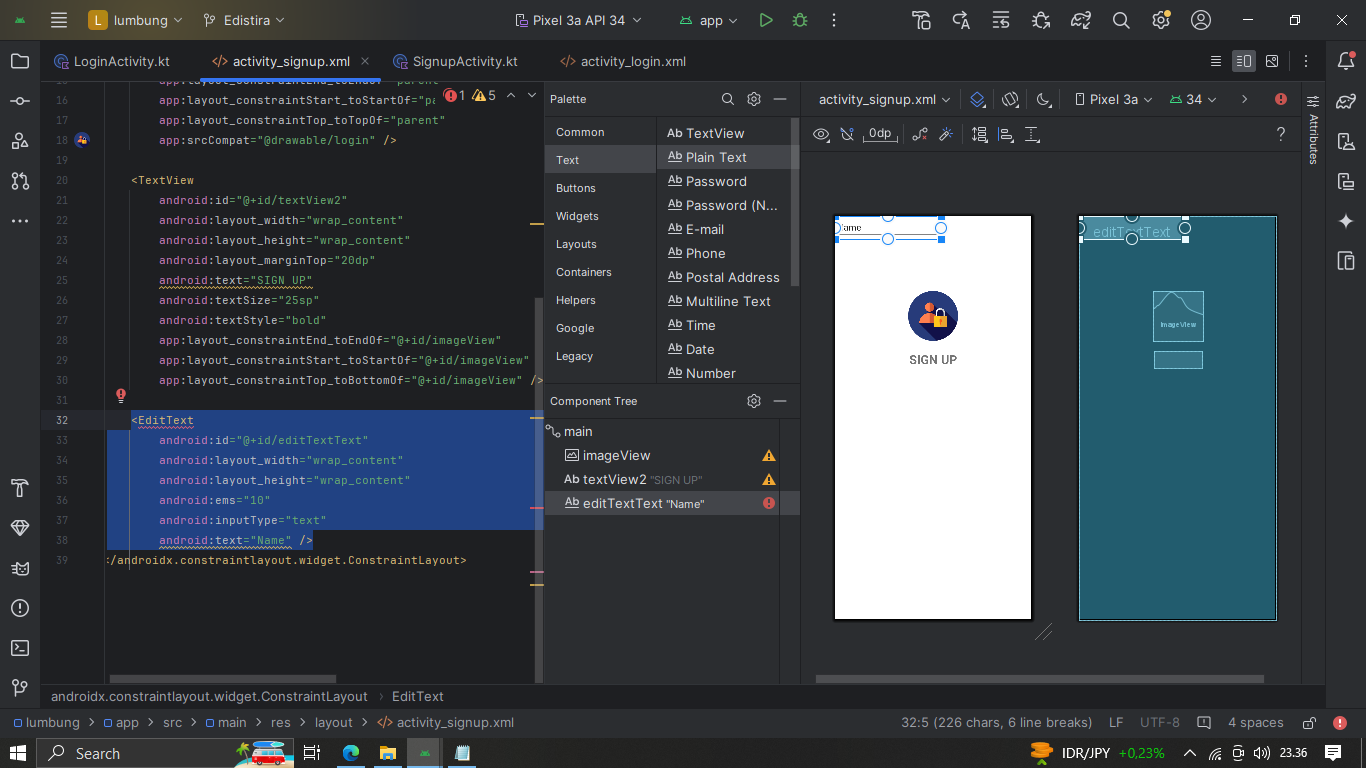 L lumbung Edistira Pixel 3a API 34 app
LoginActivity.kt activity_signup.xml SignupActivity.kt activity_login.xml
16 app:layout_constraintStart_toStartOf="pa
1 5
17 app:layout_constraintTop_toTopOf="parent"
18 app:srcCompat="@drawable/login" />
19
20 <TextView
21 android:id="@+id/textView2"
22 android:layout_width="wrap_content"
23 android:layout_height="wrap_content"
24 android:layout_marginTop="20dp"
25 android:text="SIGN UP"
26 android:textSize="25sp"
27 android:textStyle="bold"
28 app:layout_constraintEnd_toEndOf="@+id/imageView"
29 app:layout_constraintStart_toStartOf="@+id/imageView"
30 app:layout_constraintTop_toBottomOf="@+id/imageView" />
31
32 <EditText
33 android:id="@+id/editTextText"
34 android:layout_width="wrap_content"
35 android:layout_height="wrap_content"
36 android:ems="10"
37 android:inputType="text"
38 android:text="Name" />
39 :/androidx.constraintlayout.widget.ConstraintLayout>
Palette
Common
Text
Buttons
Widgets
Layouts
Containers
Helpers
Google
Legacy
Ab TextView
Ab Plain Text
Ab Password
Ab Password (N...
Ab E-mail
Ab Phone
Ab Postal Address
Ab Multiline Text
Ab Time
Ab Date
Ab Number
Component Tree
main
imageView
Ab textView2 "SIGN UP"
Ab editTextText "Name"
activity_signup.xml Pixel 3a 34
0dp ?
Attributes
SIGN UP
editTextText
ImageView
androidx.constraintlayout.widget.ConstraintLayout > EditText
lumbung > app > src > main > res > layout > activity_signup.xml
32:5 (226 chars, 6 line breaks) LF UTF-8 4 spaces
Search
IDR/JPY +0,23% 23.36